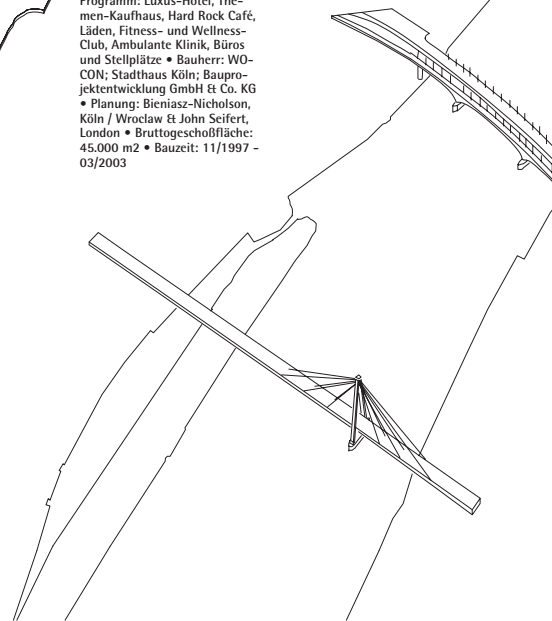 Programm: Luxus-Hotel, The-
men-Kaufhaus, Hard Rock Café,
Läden, Fitness- und Wellness-
Club, Ambulante Klinik, Büros
und Stellplätze • Bauherr: WO-
CON; Stadthaus Köln; Baupro-
jektentwicklung GmbH & Co. KG
• Planung: Bieniasz-Nicholson,
Köln / Wroclaw & John Seifert,
London • Bruttogeschoßfläche:
45.000 m2 • Bauzeit: 11/1997 -
03/2003